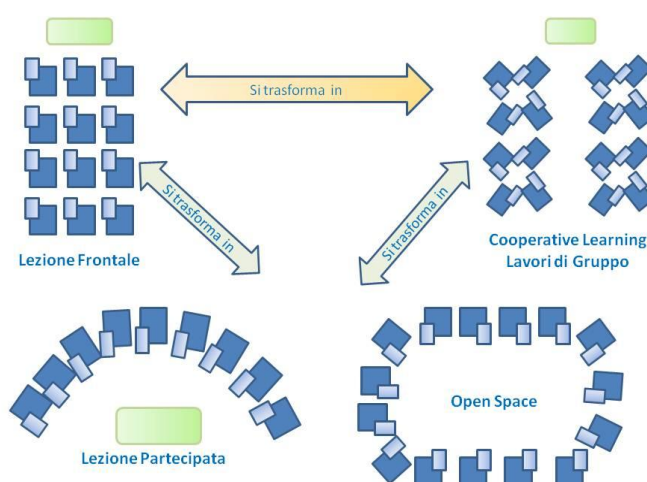 Si trasforma in
Si trasforma in
Si trasforma in
Lezione Frontale
Cooperative Learning
Lavori di Gruppo
Open Space
Lezione Partecipata